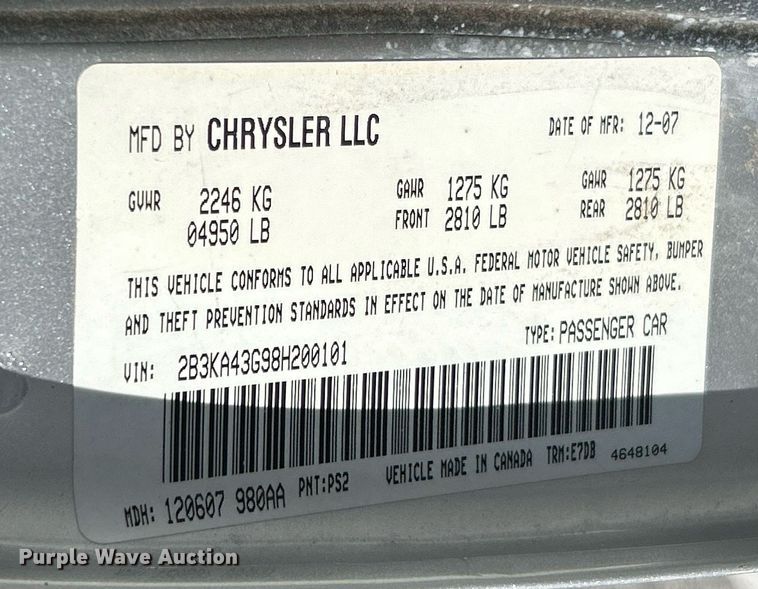 MFD BY CHRYSLER LLC DATE OF MFR: 12-07
GVWR 2246 KG GAWR 1275 KG GAWR 1275 KG
04950 LB FRONT 2810 LB REAR 2810 LB
THIS VEHICLE CONFORMS TO ALL APPLICABLE U.S.A. FEDERAL MOTOR VEHICLE SAFETY, BUMPER
AND THEFT PREVENTION STANDARDS IN EFFECT ON THE DATE OF MANUFACTURE SHOWN ABOVE.
VIN: 2B3KA43G98H200101 TYPE: PASSENGER CAR
MDH: 120607 980AA PNT:PS2 VEHICLE MADE IN CANADA TRM:E7DB 4648104
Purple Wave Auction